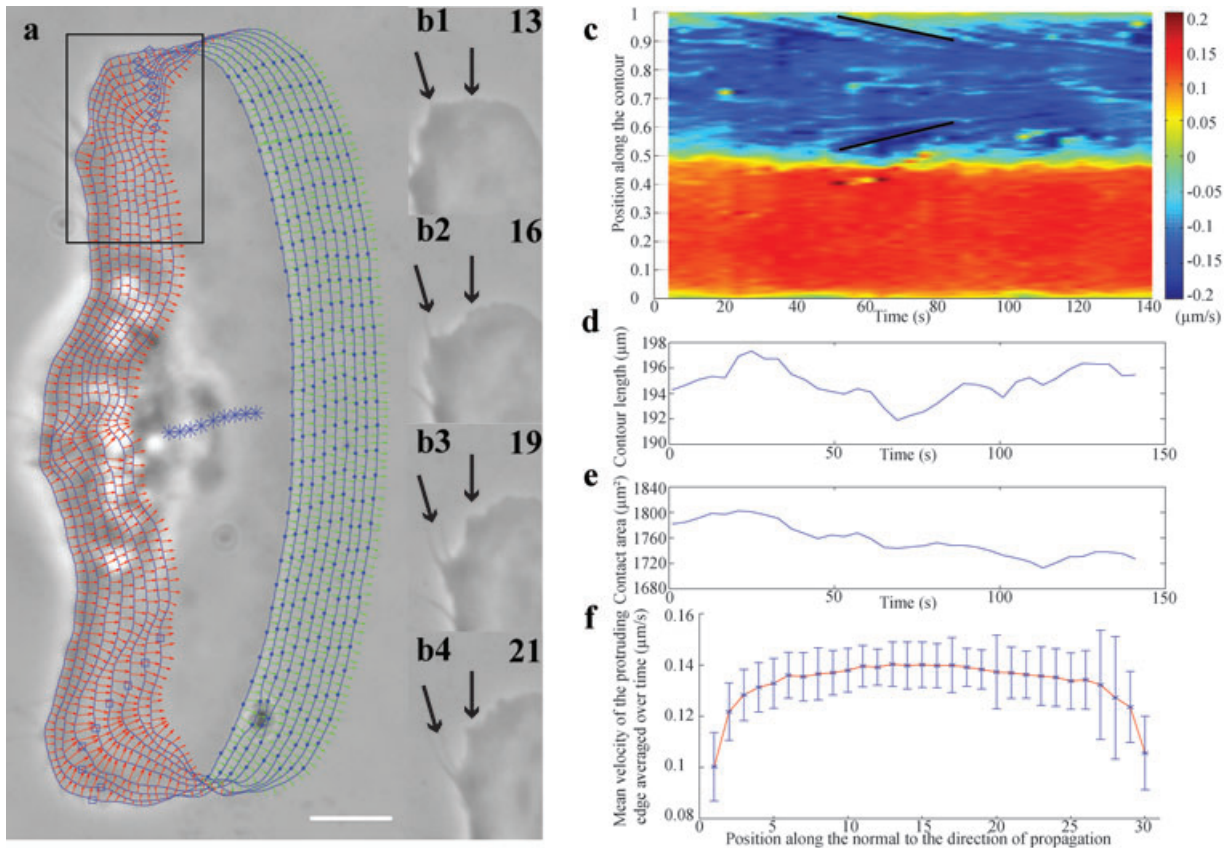 a
b1 13
b2 16
b3 19
b4 21
c
Position along the contour
1
0.9
0.8
0.7
0.6
0.5
0.4
0.3
0.2
0.1
0
0 20 40 60 80 100 120 140
Time (s)
0.2
0.15
0.1
0.05
0
-0.05
-0.1
-0.15
-0.2
(µm/s)
d
Contour length (µm)
198
196
194
192
190
0 50 100 150
Time (s)
e
Contact area (µm²)
1840
1800
1760
1720
1680
0 50 100 150
Time (s)
f
Mean velocity of the protruding
edge averaged over time (µm/s)
0.16
0.14
0.12
0.1
0.08
0 5 10 15 20 25 30
Position along the normal to the direction of propagation